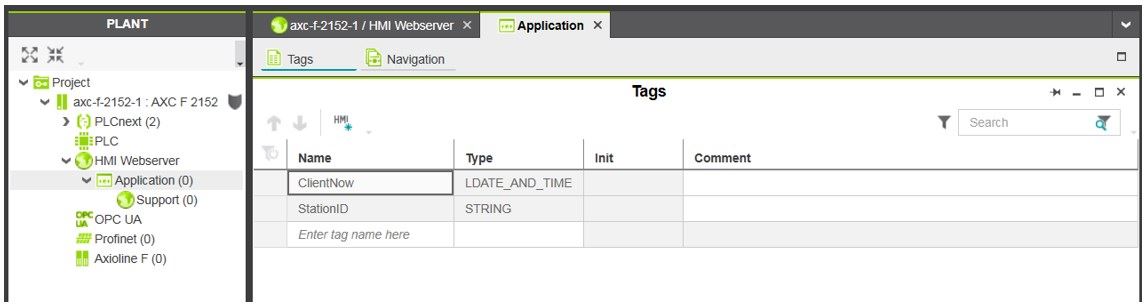 PLANT
Project
axc-f-2152-1 : AXC F 2152
PLCnext (2)
PLC
HMI Webserver
Application (0)
Support (0)
OPC UA
OPC UA
Profinet (0)
Axioline F (0)
axc-f-2152-1 / HMI Webserver
Application
Tags
Navigation
Tags
HMI
Search
Name Type Init Comment
ClientNow LDATE_AND_TIME
StationID STRING
Enter tag name here